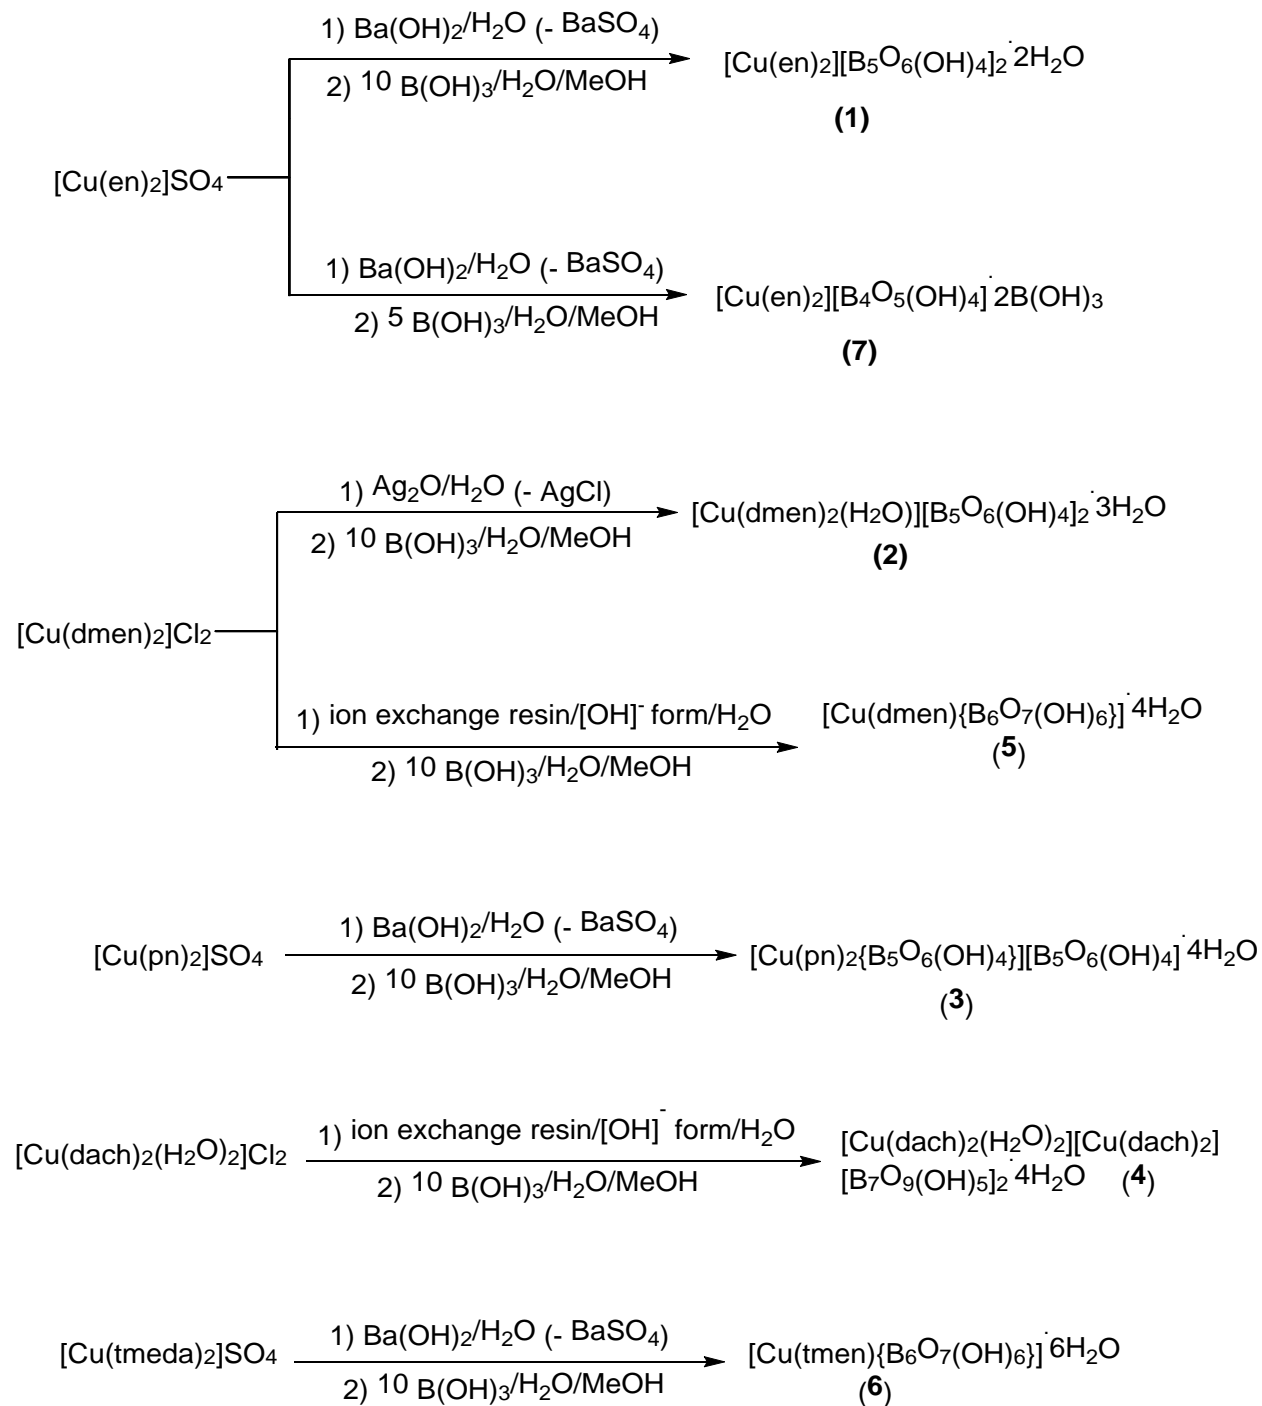 1) Ba(OH)2/H2O (- BaSO4)
[Cu(en)2][B5O6(OH)4]2·2H2O
2) 10 B(OH)3/H2O/MeOH
(1)
[Cu(en)2]SO4
1) Ba(OH)2/H2O (- BaSO4)
[Cu(en)2][B4O5(OH)4]·2B(OH)3
2) 5 B(OH)3/H2O/MeOH
(7)
1) Ag2O/H2O (- AgCl)
[Cu(dmen)2(H2O)][B5O6(OH)4]2·3H2O
2) 10 B(OH)3/H2O/MeOH
(2)
[Cu(dmen)2]Cl2
1) ion exchange resin/[OH]- form/H2O
[Cu(dmen){B6O7(OH)6}]·4H2O
2) 10 B(OH)3/H2O/MeOH
(5)
1) Ba(OH)2/H2O (- BaSO4)
[Cu(pn)2]SO4
[Cu(pn)2{B5O6(OH)4}][B5O6(OH)4]·4H2O
2) 10 B(OH)3/H2O/MeOH
(3)
1) ion exchange resin/[OH]- form/H2O
[Cu(dach)2(H2O)2]Cl2
[Cu(dach)2(H2O)2][Cu(dach)2]
2) 10 B(OH)3/H2O/MeOH
[B7O9(OH)5]2·4H2O (4)
1) Ba(OH)2/H2O (- BaSO4)
[Cu(tmeda)2]SO4
[Cu(tmen){B6O7(OH)6}]·6H2O
2) 10 B(OH)3/H2O/MeOH
(6)